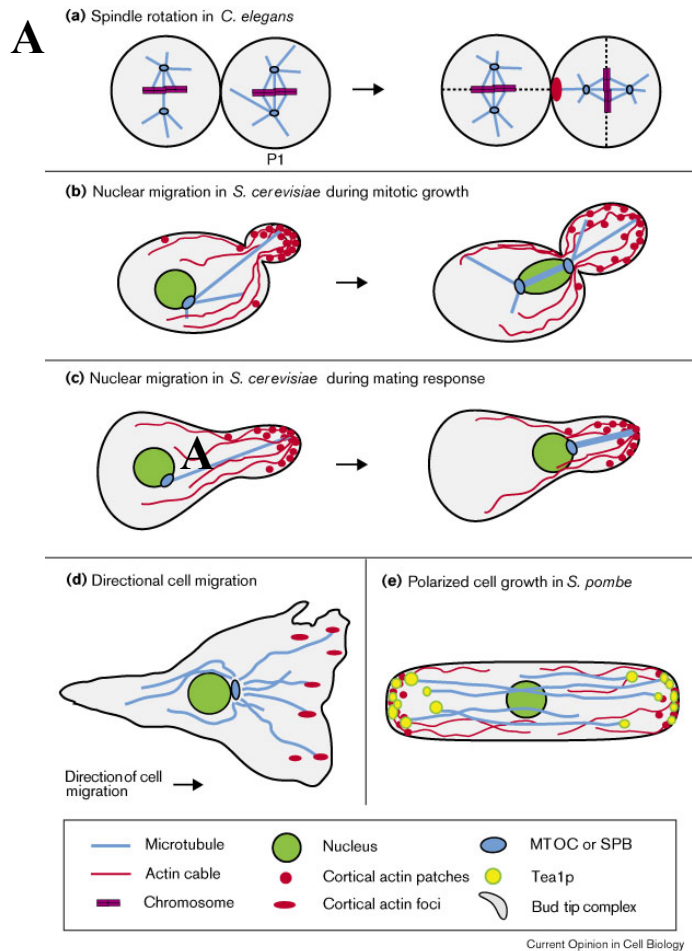 A
(a) Spindle rotation in C. elegans
P1
(b) Nuclear migration in S. cerevisiae during mitotic growth
(c) Nuclear migration in S. cerevisiae during mating response
A
(d) Directional cell migration
Direction of cell
migration
(e) Polarized cell growth in S. pombe
Microtubule
Nucleus
MTOC or SPB
Actin cable
Cortical actin patches
Tea1p
Chromosome
Cortical actin foci
Bud tip complex
Current Opinion in Cell Biology